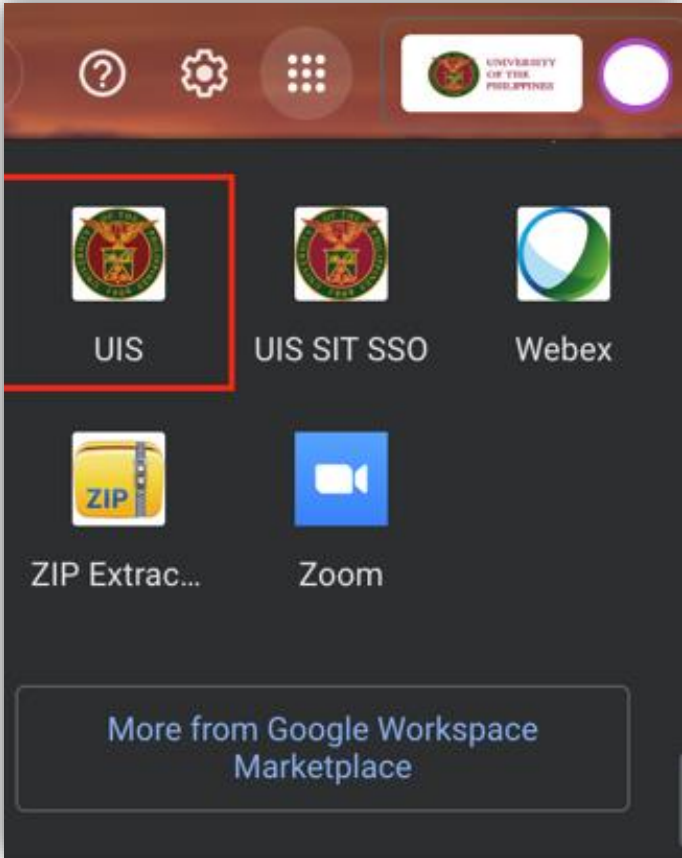 UNIVERSITY
OF THE
PHILIPPINES
UIS
UIS SIT SSO
Webex
ZIP
ZIP Extrac...
Zoom
More from Google Workspace
Marketplace